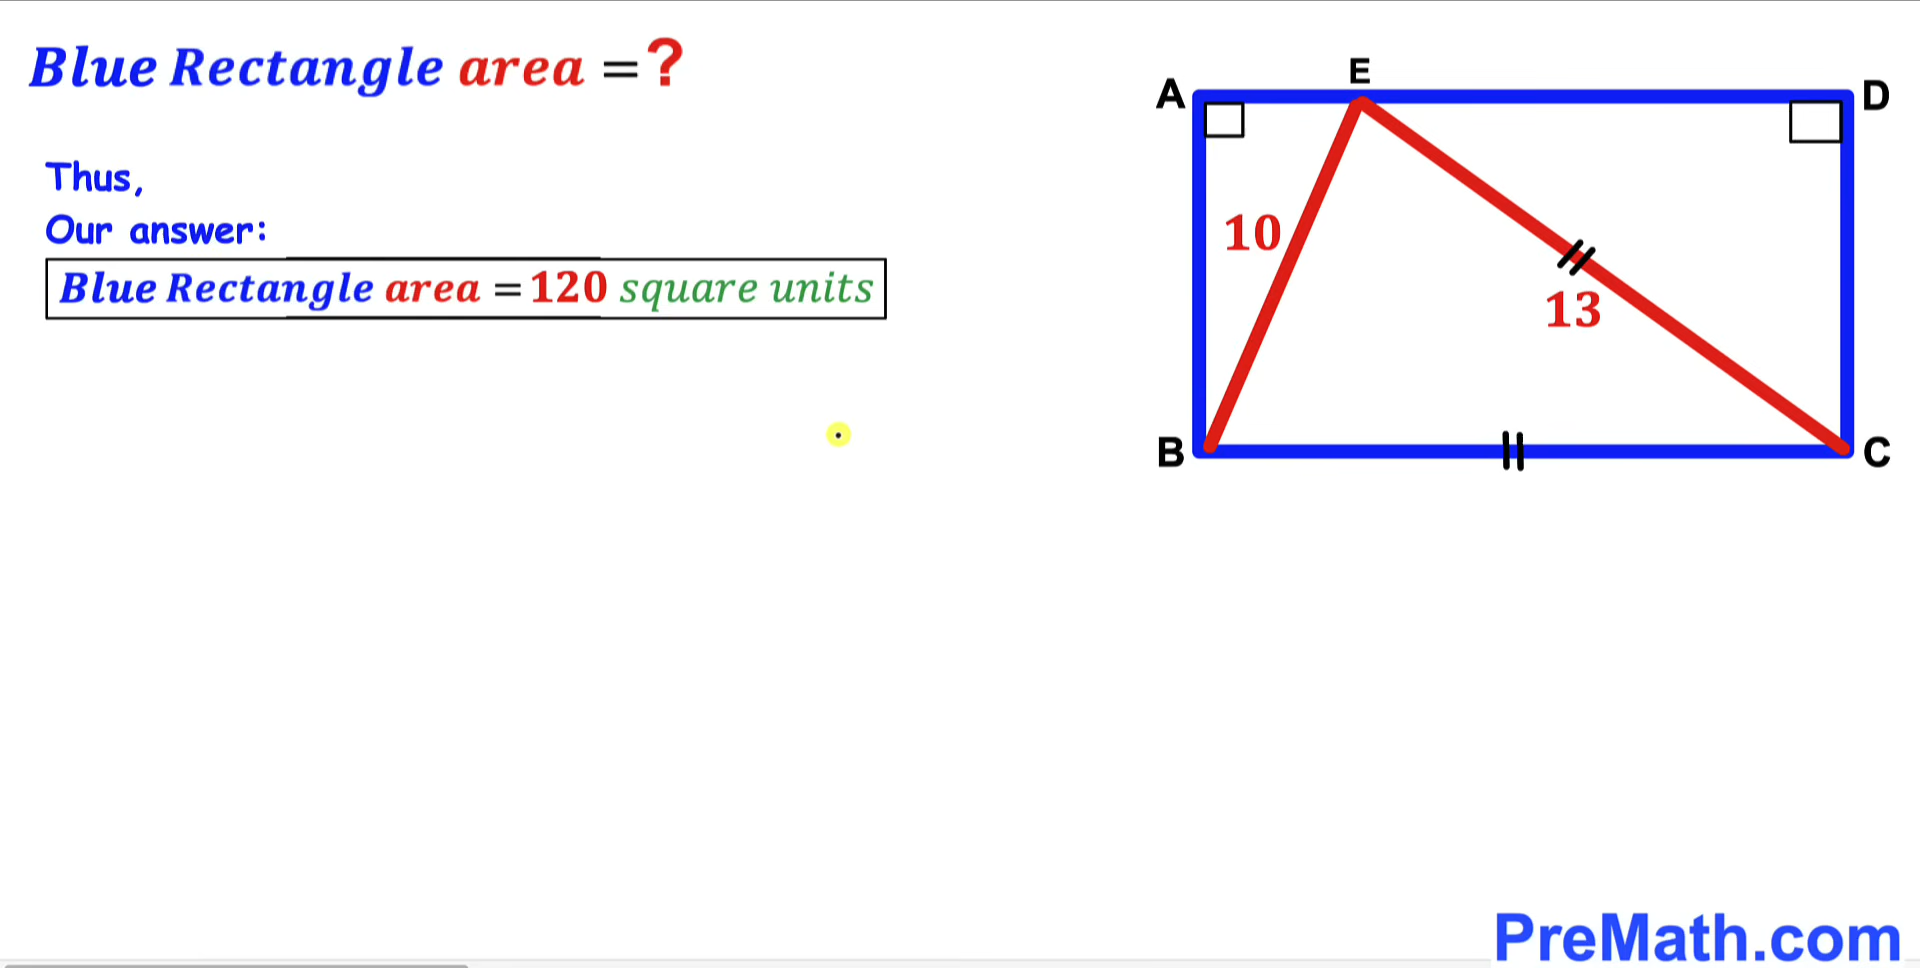 Blue Rectangle area = ?
Thus,
Our answer:
Blue Rectangle area = 120 square units
E
A
D
10
13
B
C
PreMath.com